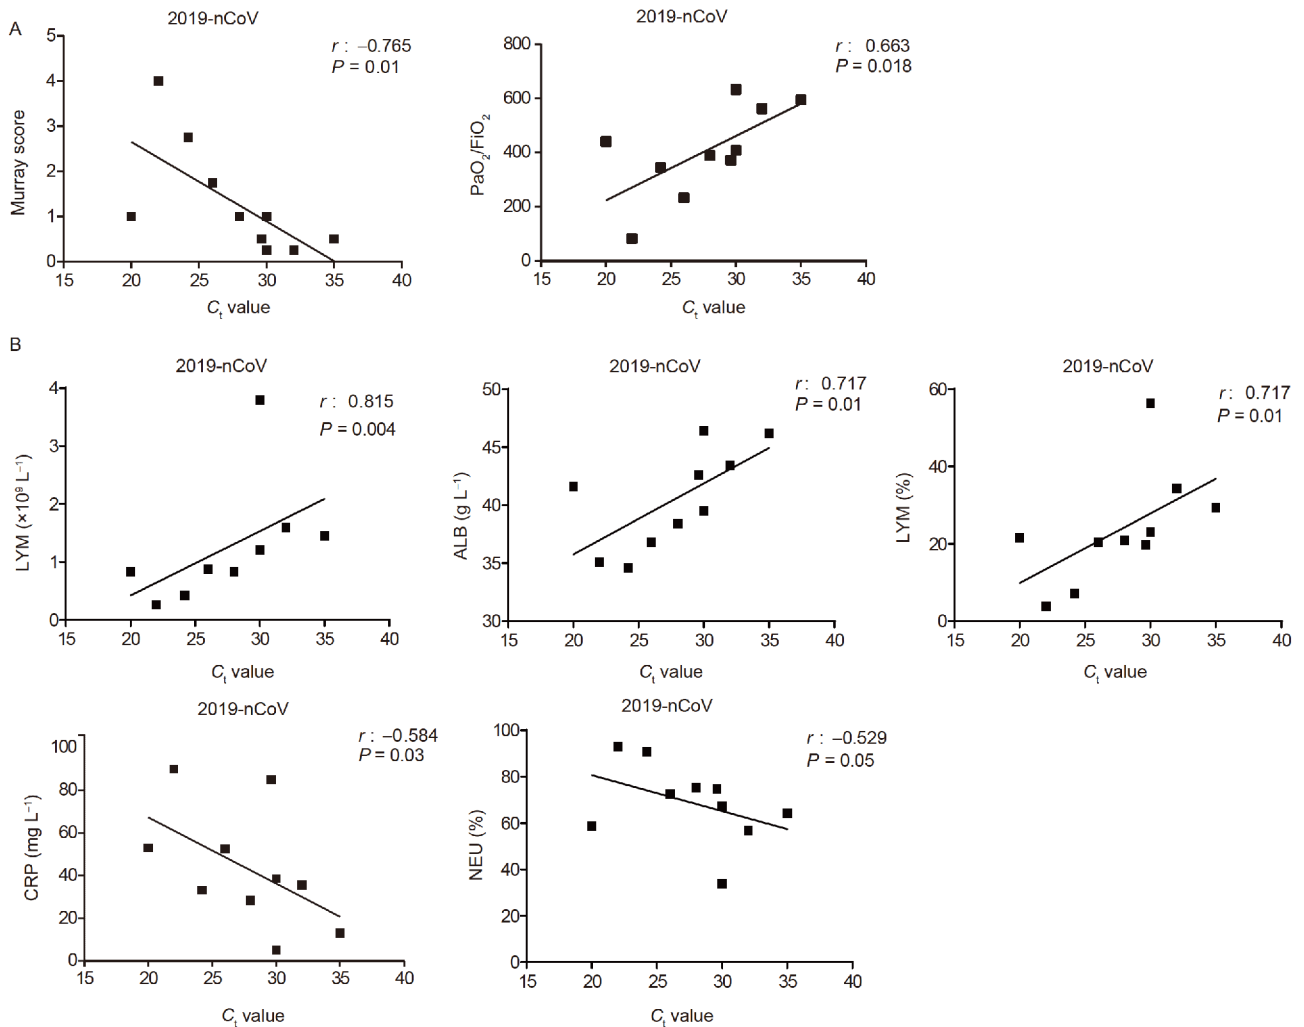 A
2019-nCoV
r : –0.765
P = 0.01
Murray score
5
4
3
2
1
0
15 20 25 30 35 40
Ct value
2019-nCoV
r : 0.663
P = 0.018
PaO2/FiO2
800
600
400
200
0
15 20 25 30 35 40
Ct value
B
2019-nCoV
r : 0.815
P = 0.004
LYM (×10⁹ L⁻¹)
4
3
2
1
0
15 20 25 30 35 40
Ct value
2019-nCoV
r : 0.717
P = 0.01
ALB (g L⁻¹)
50
45
40
35
30
15 20 25 30 35 40
Ct value
2019-nCoV
r : 0.717
P = 0.01
LYM (%)
60
40
20
0
15 20 25 30 35 40
Ct value
2019-nCoV
r : –0.584
P = 0.03
CRP (mg L⁻¹)
100
80
60
40
20
0
15 20 25 30 35 40
Ct value
2019-nCoV
r : –0.529
P = 0.05
NEU (%)
100
80
60
40
20
0
15 20 25 30 35 40
Ct value